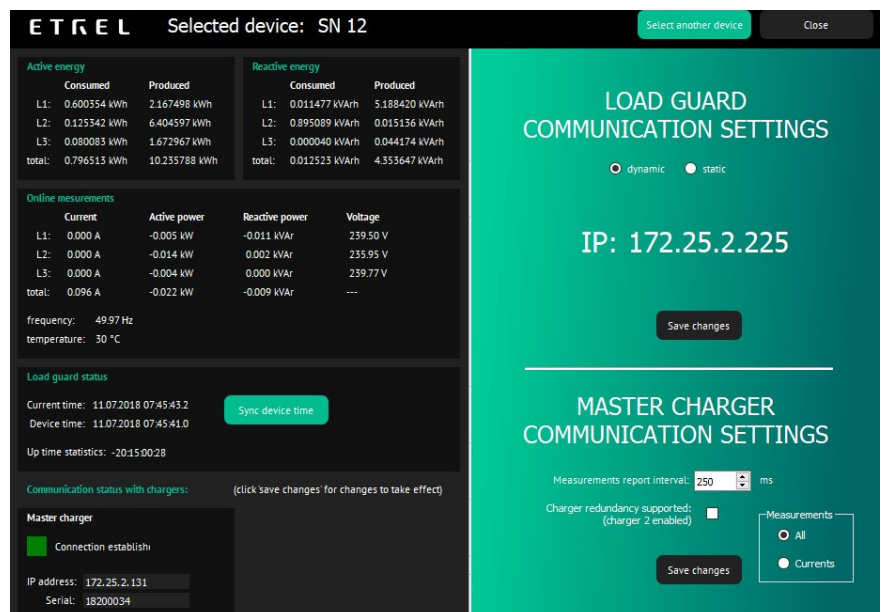 ETREL Selected device: SN 12 Select another device Close
Active energy
Consumed Produced
L1: 0.600354 kWh 2.167498 kWh
L2: 0.125342 kWh 6.404597 kWh
L3: 0.080083 kWh 1.672967 kWh
total: 0.796513 kWh 10.235788 kWh
Reactive energy
Consumed Produced
L1: 0.011477 kVArh 5.188420 kVArh
L2: 0.895089 kVArh 0.015136 kVArh
L3: 0.000040 kVArh 0.044174 kVArh
total: 0.012523 kVArh 4.353647 kVArh
Online mesurements
Current Active power Reactive power Voltage
L1: 0.000 A -0.005 kW -0.011 kVAr 239.50 V
L2: 0.000 A -0.014 kW 0.002 kVAr 235.95 V
L3: 0.000 A -0.004 kW 0.000 kVAr 239.77 V
total: 0.096 A -0.022 kW -0.009 kVAr ---
frequency: 49.97 Hz
temperature: 30 °C
Load guard status
Current time: 11.07.2018 07:45:43.2
Device time: 11.07.2018 07:45:41.0
Sync device time
Up time statistics: -20:15:00:28
Communication status with chargers: (click 'save changes' for changes to take effect)
Master charger
Connection establish
IP address: 172.25.2.131
Serial: 18200034
LOAD GUARD
COMMUNICATION SETTINGS
dynamic static
IP: 172.25.2.225
Save changes
MASTER CHARGER
COMMUNICATION SETTINGS
Measurements report interval: 250 ms
Charger redundancy supported:
(charger 2 enabled)
Measurements
All
Currents
Save changes